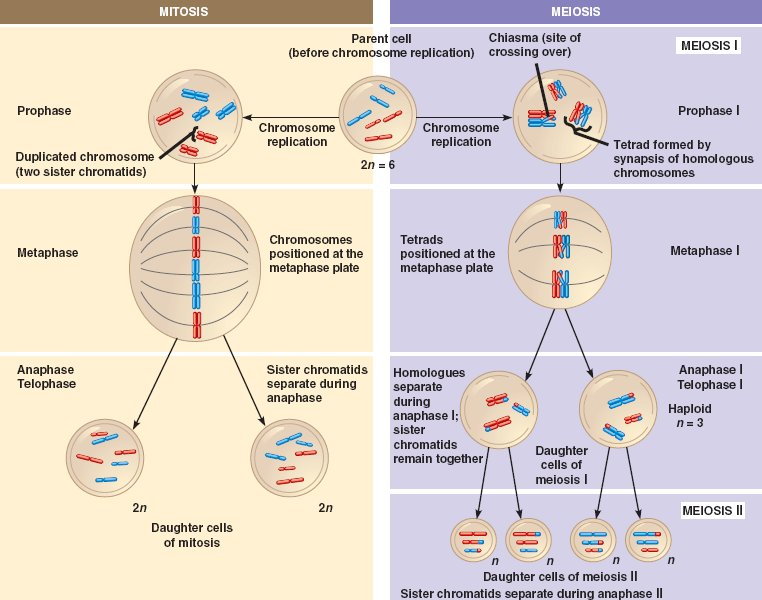 MITOSIS
MEIOSIS
Parent cell
(before chromosome replication)
Chiasma (site of
crossing over)
MEIOSIS I
Prophase
Chromosome
replication
Chromosome
replication
Prophase I
Duplicated chromosome
(two sister chromatids)
2n = 6
Tetrad formed by
synapsis of homologous
chromosomes
Metaphase
Chromosomes
positioned at the
metaphase plate
Tetrads
positioned at the
metaphase plate
Metaphase I
Anaphase
Telophase
Sister chromatids
separate during
anaphase
Homologues
separate
during
anaphase I;
sister
chromatids
remain together
Anaphase I
Telophase I
Haploid
n = 3
Daughter
cells of
meiosis I
2n
2n
Daughter cells
of mitosis
MEIOSIS II
n
n
n
n
Daughter cells of meiosis II
Sister chromatids separate during anaphase II